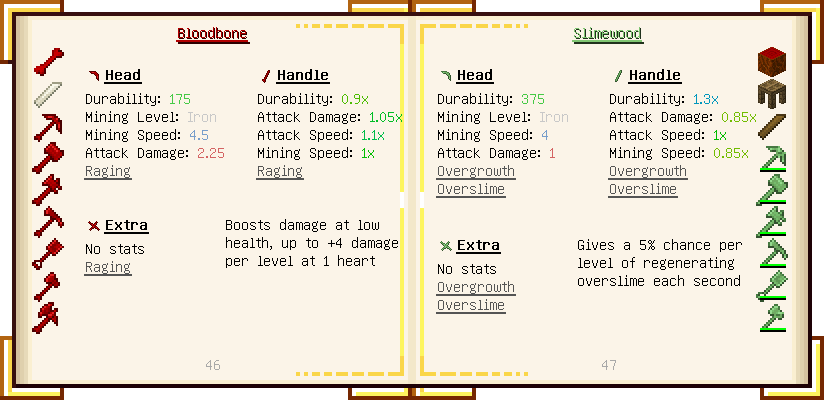 Bloodbone
Head
Durability: 175
Mining Level: Iron
Mining Speed: 4.5
Attack Damage: 2.25
Raging
Handle
Durability: 0.9x
Attack Damage: 1.05x
Attack Speed: 1.1x
Mining Speed: 1x
Raging
Extra
No stats
Raging
Boosts damage at low
health, up to +4 damage
per level at 1 heart
46
Slimewood
Head
Durability: 375
Mining Level: Iron
Mining Speed: 4
Attack Damage: 1
Overgrowth
Overslime
Handle
Durability: 1.3x
Attack Damage: 0.85x
Attack Speed: 1x
Mining Speed: 0.85x
Overgrowth
Overslime
Extra
No stats
Overgrowth
Overslime
Gives a 5% chance per
level of regenerating
overslime each second
47